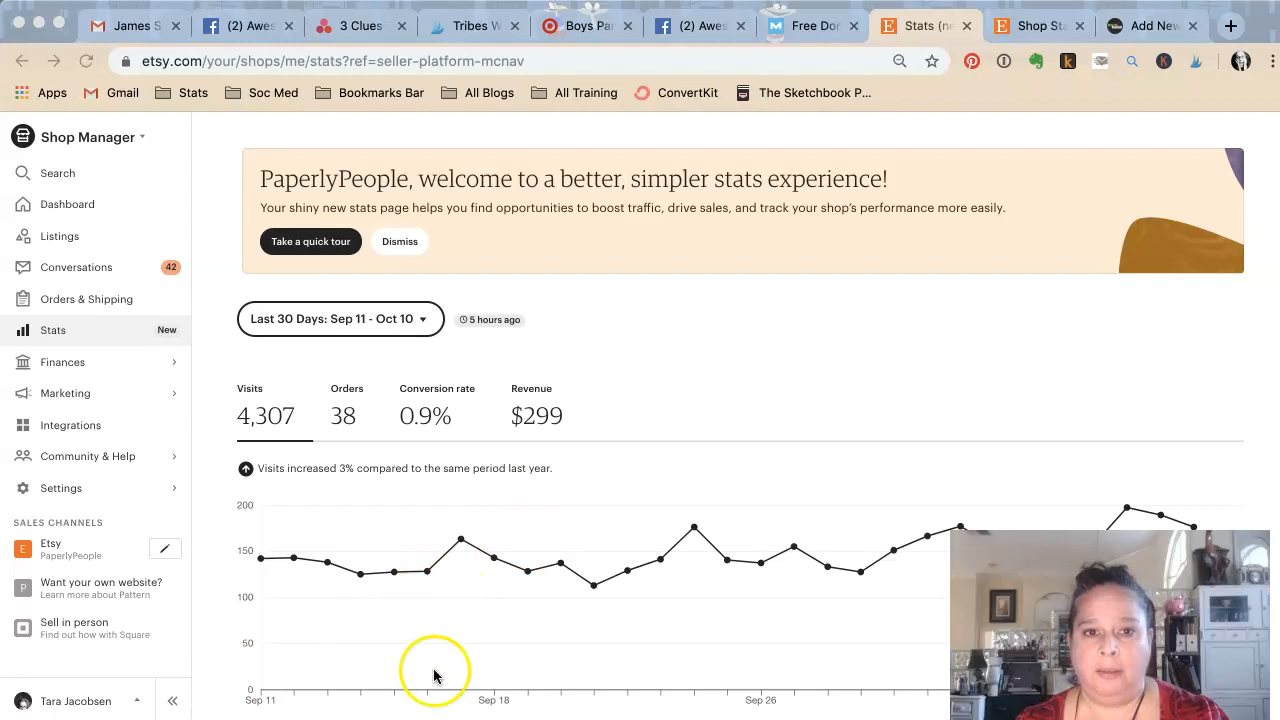 James S
(2) Awes
3 Clues
Tribes W
Boys Pa
(2) Awes
Free Do
Stats (ne
Shop Sta
Add New
etsy.com/your/shops/me/stats?ref=seller-platform-mcnav
Apps
Gmail
Stats
Soc Med
Bookmarks Bar
All Blogs
All Training
ConvertKit
The Sketchbook P...
Shop Manager
Search
Dashboard
Listings
Conversations
42
Orders & Shipping
Stats
New
Finances
Marketing
Integrations
Community & Help
Settings
SALES CHANNELS
E
Etsy
PaperlyPeople
P
Want your own website?
Learn more about Pattern
Sell in person
Find out how with Square
Tara Jacobsen
PaperlyPeople, welcome to a better, simpler stats experience!
Your shiny new stats page helps you find opportunities to boost traffic, drive sales, and track your shop's performance more easily.
Take a quick tour
Dismiss
Last 30 Days: Sep 11 - Oct 10
5 hours ago
Visits
4,307
Orders
38
Conversion rate
0.9%
Revenue
$299
Visits increased 3% compared to the same period last year.
200
150
100
50
0
Sep 11
Sep 18
Sep 26